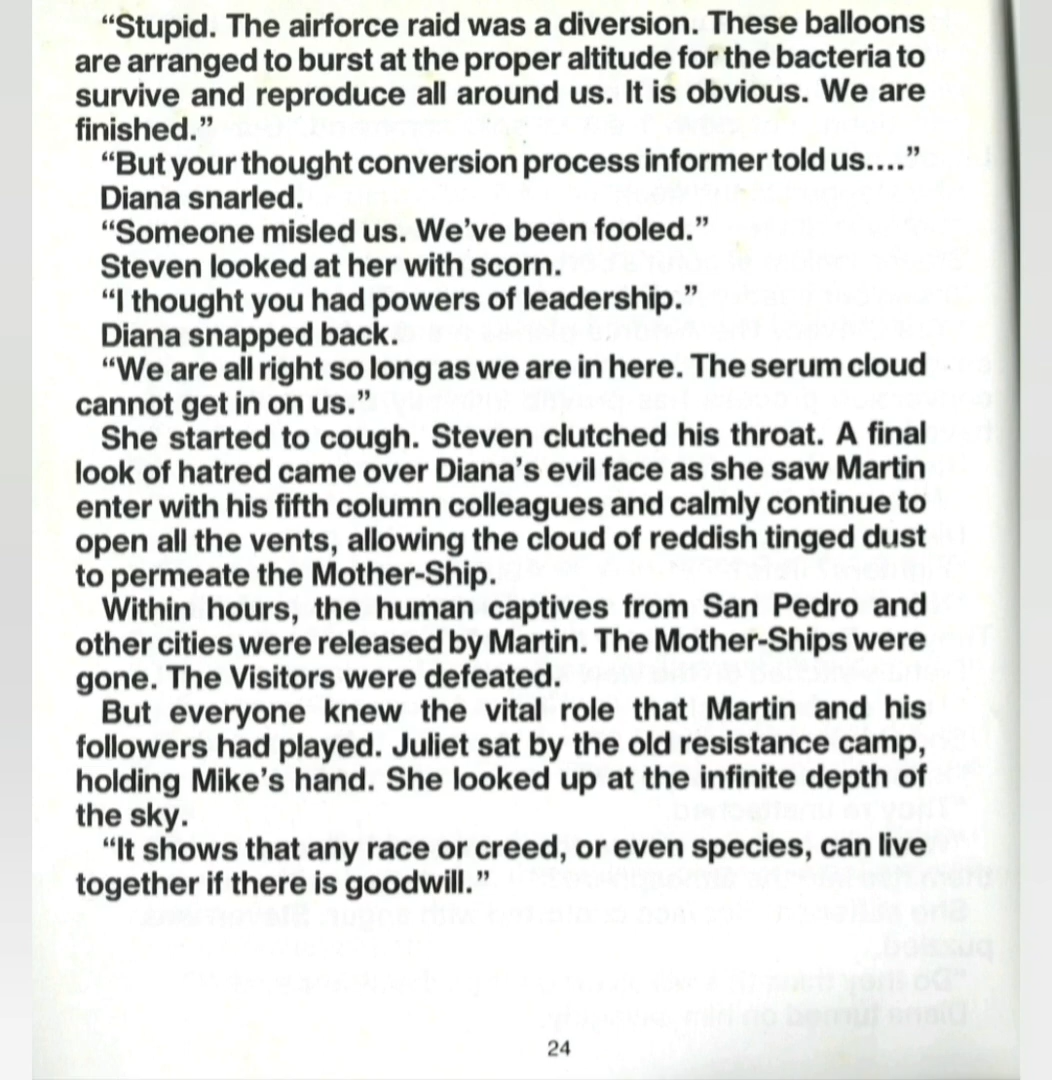 “Stupid. The airforce raid was a diversion. These balloons
are arranged to burst at the proper altitude for the bacteria to
survive and reproduce all around us. It is obvious. We are
finished.”
“But your thought conversion process informer told us....”
Diana snarled.
“Someone misled us. We’ve been fooled.”
Steven looked at her with scorn.
“I thought you had powers of leadership.”
Diana snapped back.
“We are all right so long as we are in here. The serum cloud
cannot get in on us.”
She started to cough. Steven clutched his throat. A final
look of hatred came over Diana’s evil face as she saw Martin
enter with his fifth column colleagues and calmly continue to
open all the vents, allowing the cloud of reddish tinged dust
to permeate the Mother-Ship.
Within hours, the human captives from San Pedro and
other cities were released by Martin. The Mother-Ships were
gone. The Visitors were defeated.
But everyone knew the vital role that Martin and his
followers had played. Juliet sat by the old resistance camp,
holding Mike’s hand. She looked up at the infinite depth of
the sky.
“It shows that any race or creed, or even species, can live
together if there is goodwill.”
24